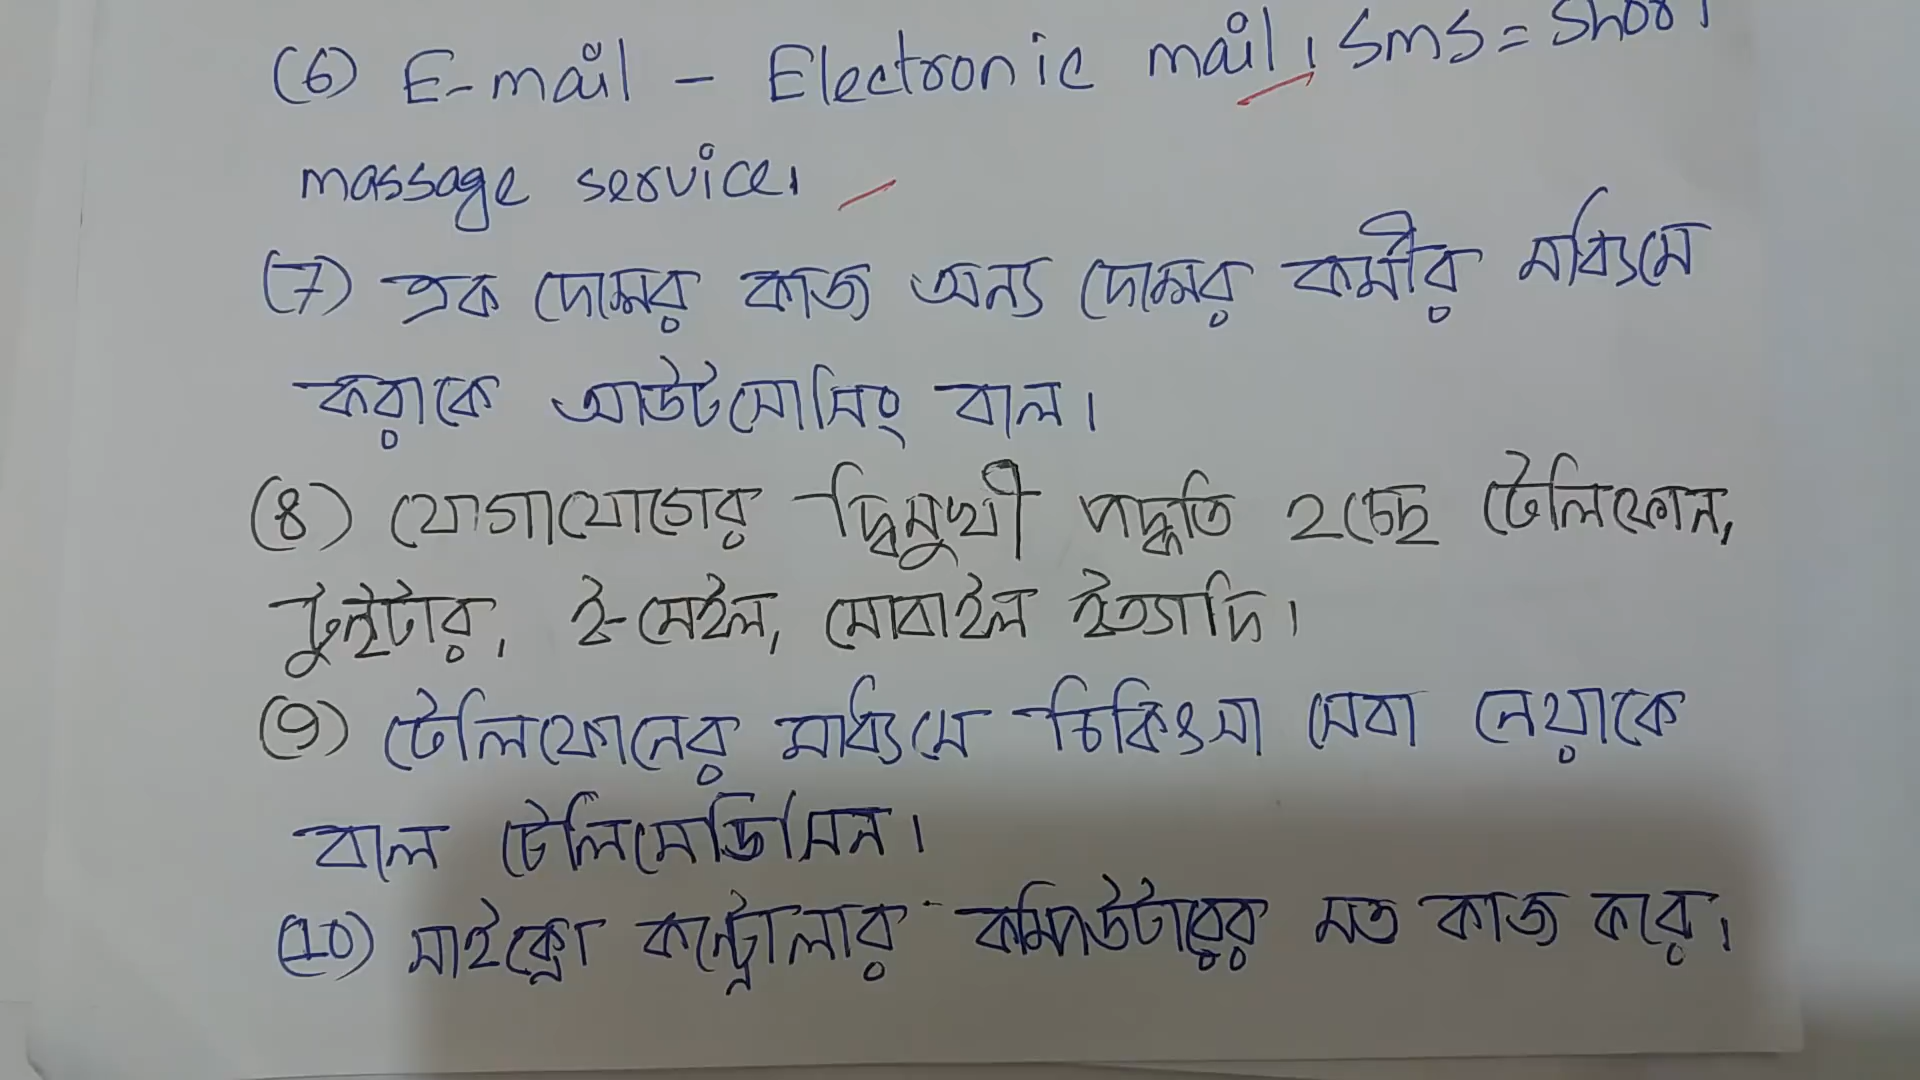 (6) E-mail - Electronic mail। SMS = Short
massage service।
(7) এক দেশের কাজ অন্য দেশের কর্মীর মাধ্যমে
করাকে আউটসোর্সিং বলে।
(8) যোগাযোগের দ্বিমুখী পদ্ধতি হচ্ছে টেলিফোন,
টুইটার, ই-মেইল, মোবাইল ইত্যাদি।
(9) টেলিফোনের মাধ্যমে চিকিৎসা সেবা নেয়াকে
বলে টেলিমেডিসিন।
(10) মাইক্রো কন্ট্রোলার কম্পিউটারের মত কাজ করে।